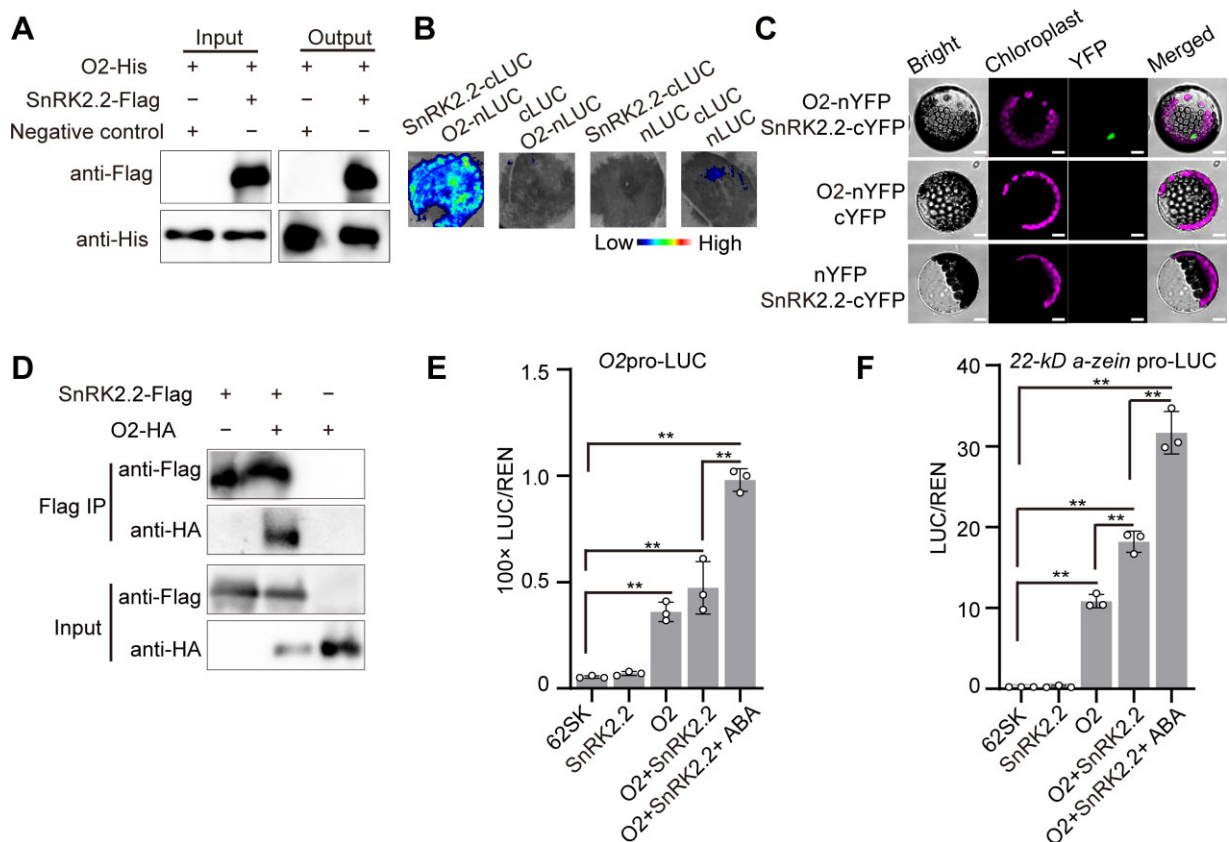 A
Input
Output
O2-His
+ + + +
SnRK2.2-Flag
− + − +
Negative control
+ − + −
anti-Flag
anti-His
B
SnRK2.2-cLUC
O2-nLUC
cLUC
O2-nLUC
SnRK2.2-cLUC
nLUC
cLUC
nLUC
Low
High
C
Bright
Chloroplast
YFP
Merged
O2-nYFP
SnRK2.2-cYFP
O2-nYFP
cYFP
nYFP
SnRK2.2-cYFP
D
SnRK2.2-Flag
+ + −
O2-HA
− + +
Flag IP
anti-Flag
anti-HA
Input
anti-Flag
anti-HA
E
O2pro-LUC
100× LUC/REN
1.5
1.0
0.5
0
**
**
**
**
62SK
SnRK2.2
O2
O2+SnRK2.2
O2+SnRK2.2+ ABA
F
22-kD a-zein pro-LUC
LUC/REN
40
30
20
10
0
**
**
**
**
**
62SK
SnRK2.2
O2
O2+SnRK2.2
O2+SnRK2.2+ ABA